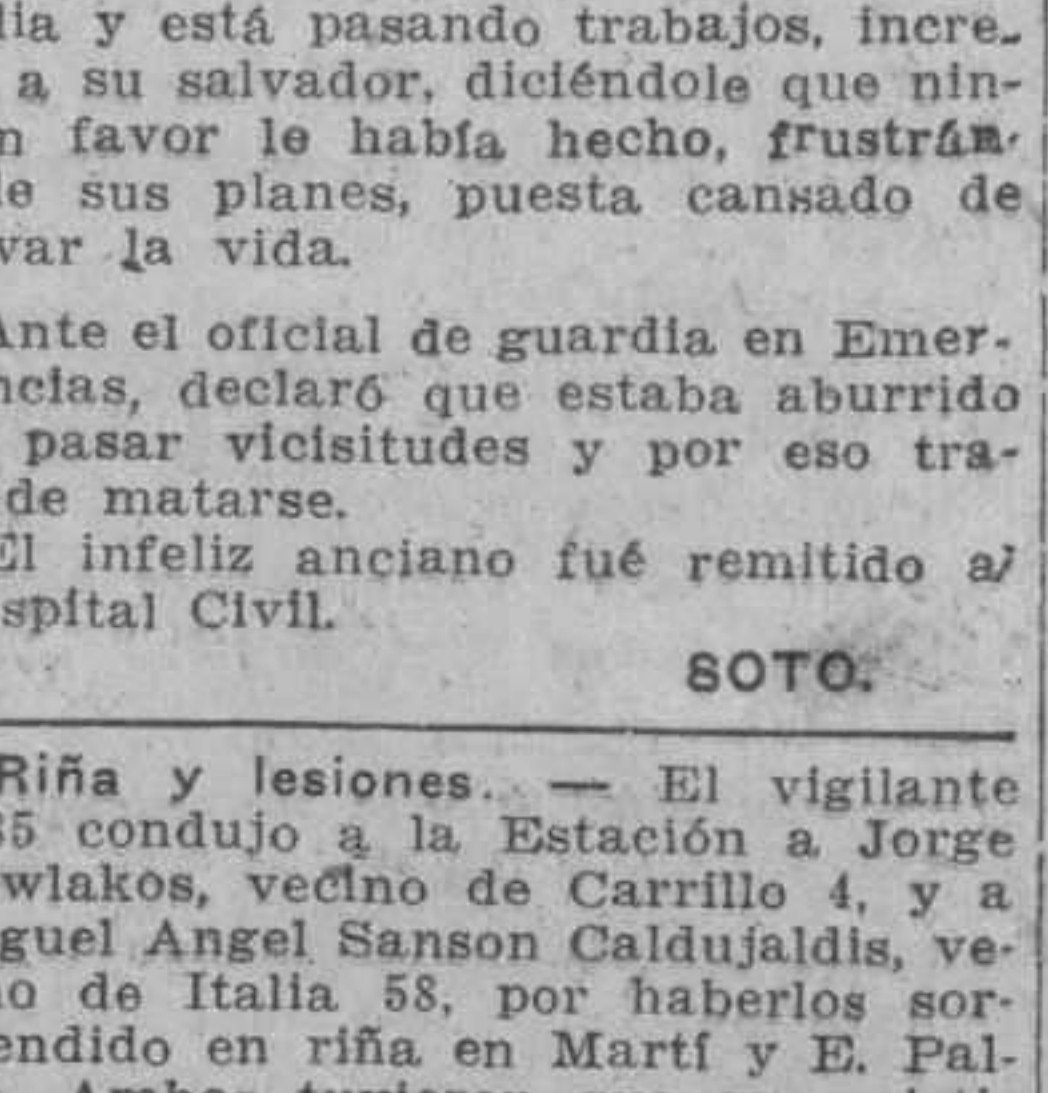 lia y está pasando trabajos, incre-
a su salvador, diciéndole que nin-
n favor le había hecho, frustrán-
le sus planes, puesta cansado de
var la vida.
Ante el oficial de guardia en Emer-
ncias, declaró que estaba aburrido
pasar vicisitudes y por eso tra-
de matarse.
El infeliz anciano fué remitido al
spital Civil.
SOTO.
Riña y lesiones. — El vigilante
35 condujo a la Estación a Jorge
wlakos, vecino de Carrillo 4, y a
guel Angel Sanson Caldujaldis, ve-
no de Italia 58, por haberlos sor-
endido en riña en Martí y E. Pal-